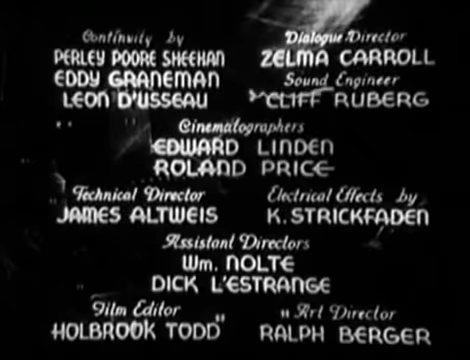 Continuity by
PERLEY POORE SHEEHAN
EDDY GRANEMAN
LEON D'USSEAU
Dialogue Director
ZELMA CARROLL
Sound Engineer
CLIFF RUBERG
Cinematographers
EDWARD LINDEN
ROLAND PRICE
Technical Director
JAMES ALTWEIS
Electrical Effects by
K. STRICKFADEN
Assistant Directors
Wm. NOLTE
DICK L'ESTRANGE
Film Editor
HOLBROOK TODD
Art Director
RALPH BERGER